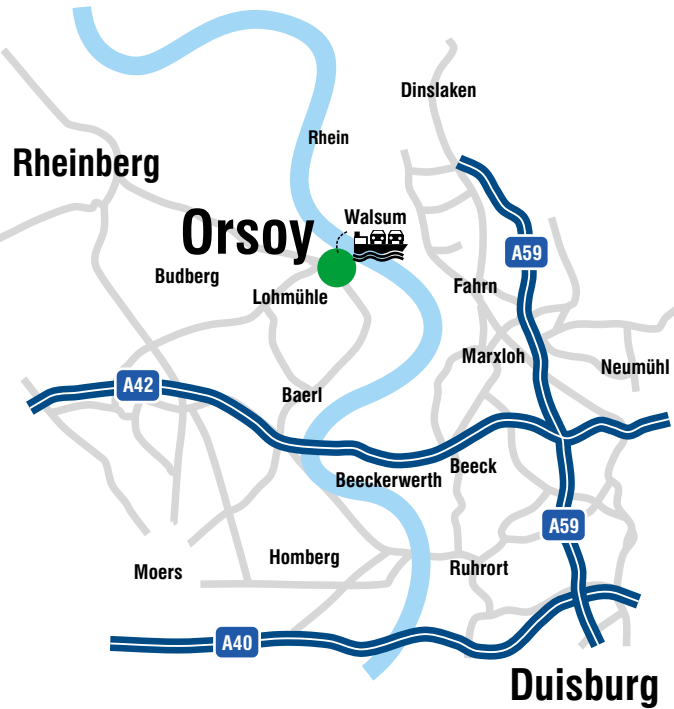 Dinslaken
Rhein
Rheinberg
Walsum
Orsoy
A59
Budberg
Fahrn
Lohmühle
Marxloh
Neumühl
A42
Baerl
Beeck
Beeckerwerth
A59
Homberg
Ruhrort
Moers
A40
Duisburg